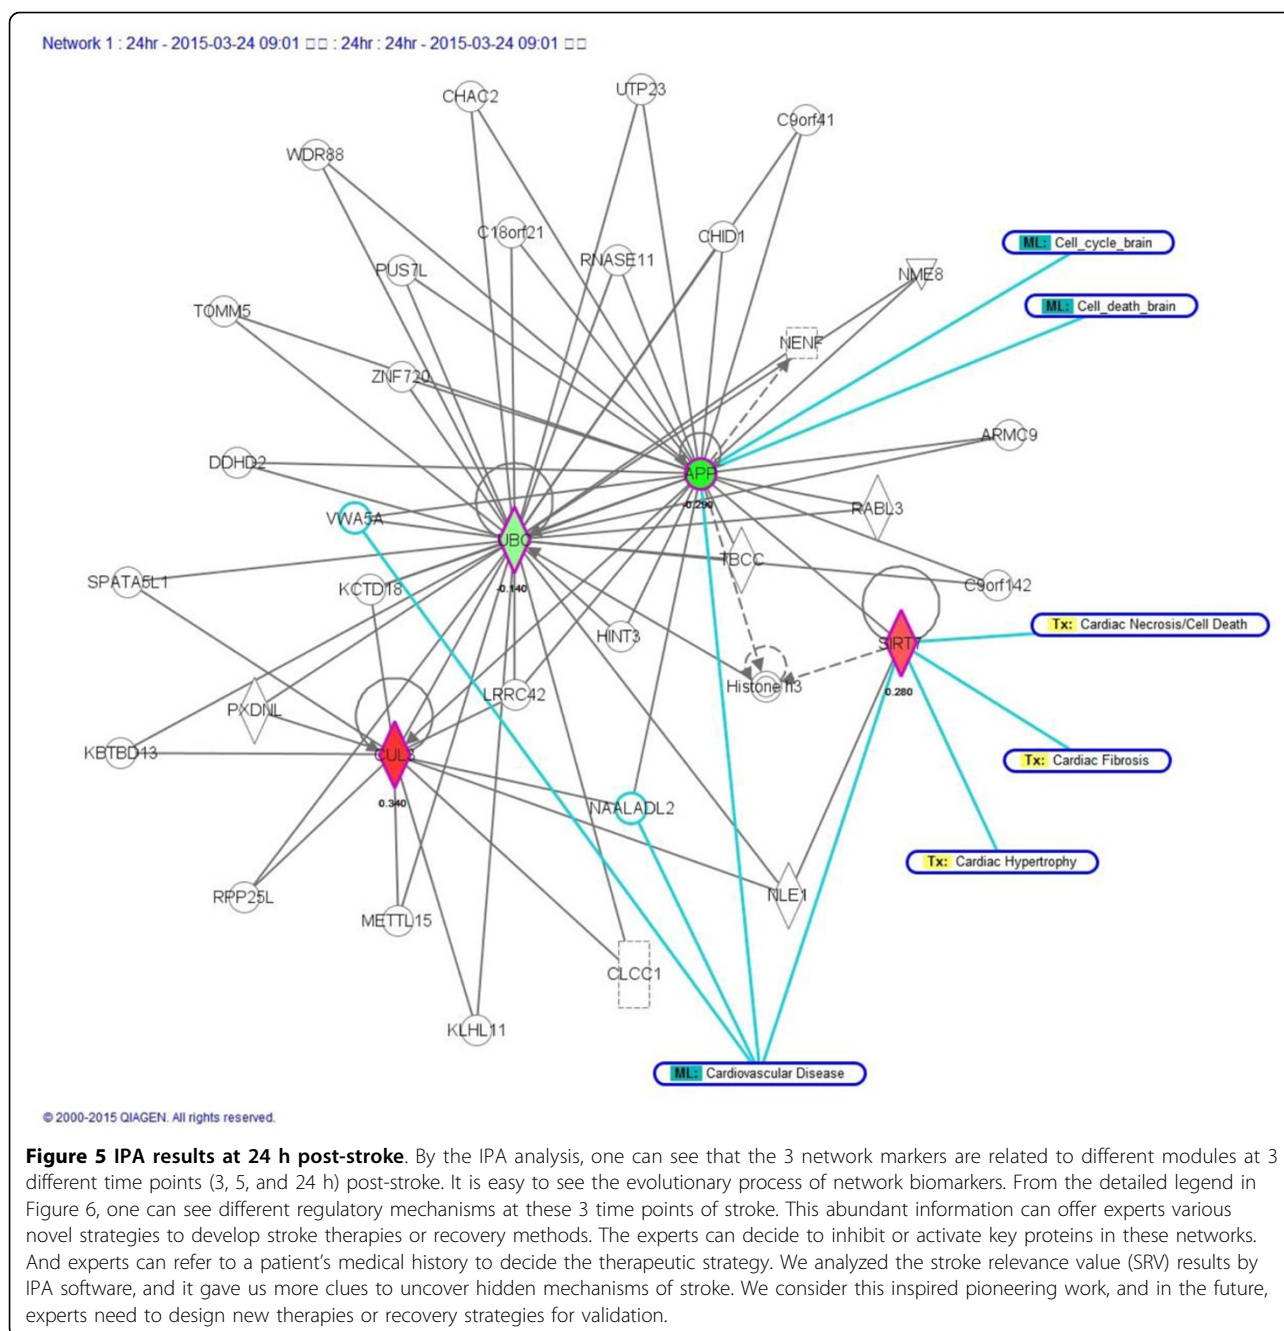 Network 1 : 24hr - 2015-03-24 09:01 □□ : 24hr : 24hr - 2015-03-24 09:01 □□
CHAC2
UTP23
C9orf41
WDR88
C18orf21
CHID1
RNASE11
PUS7L
NME8
ML: Cell_cycle_brain
ML: Cell_death_brain
TOMM5
NENF
ZNF720
ARMC9
DDHD2
APP
-0.290
RABL3
VWA5A
UBC
-0.140
TBCC
SPATA5L1
KCTD18
C9orf142
HINT3
Tx: Cardiac Necrosis/Cell Death
SIRT7
0.280
Histone h3
LRRC42
PXDNL
KBTBD13
CUL3
0.340
Tx: Cardiac Fibrosis
NAALADL2
Tx: Cardiac Hypertrophy
RPP25L
NLE1
METTL15
CLCC1
KLHL11
ML: Cardiovascular Disease
© 2000-2015 QIAGEN. All rights reserved.
Figure 5 IPA results at 24 h post-stroke. By the IPA analysis, one can see that the 3 network markers are related to different modules at 3
different time points (3, 5, and 24 h) post-stroke. It is easy to see the evolutionary process of network biomarkers. From the detailed legend in
Figure 6, one can see different regulatory mechanisms at these 3 time points of stroke. This abundant information can offer experts various
novel strategies to develop stroke therapies or recovery methods. The experts can decide to inhibit or activate key proteins in these networks.
And experts can refer to a patient's medical history to decide the therapeutic strategy. We analyzed the stroke relevance value (SRV) results by
IPA software, and it gave us more clues to uncover hidden mechanisms of stroke. We consider this inspired pioneering work, and in the future,
experts need to design new therapies or recovery strategies for validation.